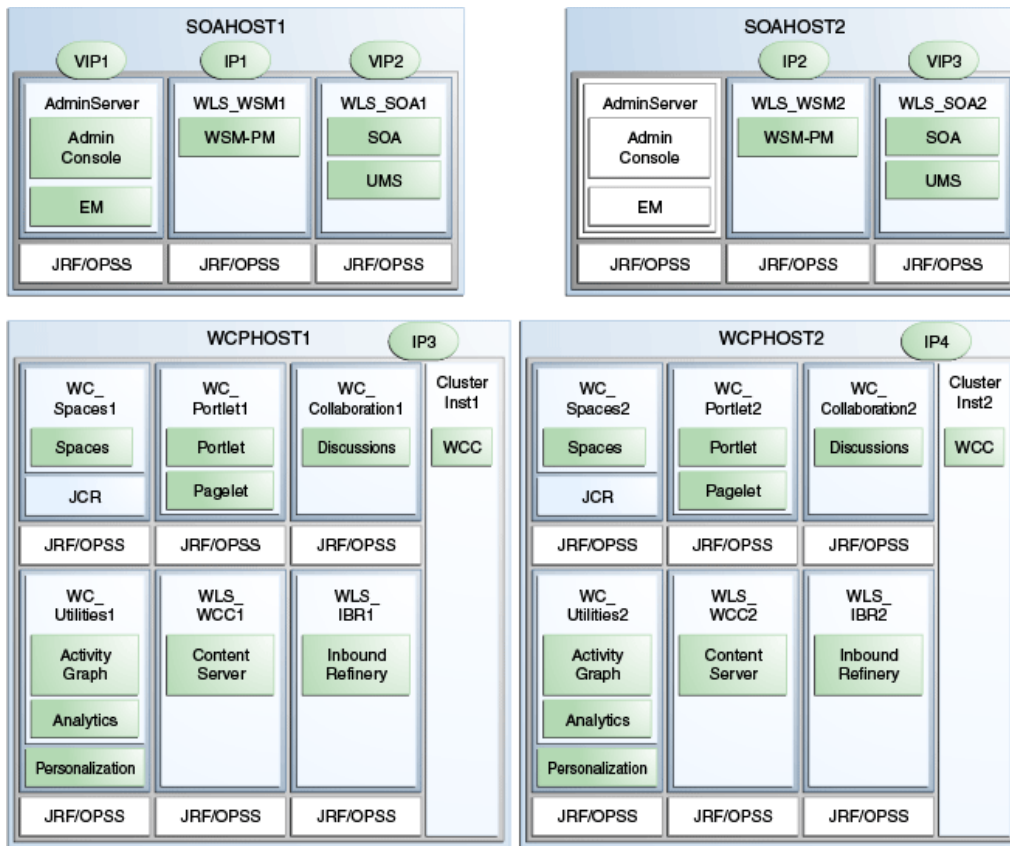 SOAHOST1
VIP1
IP1
VIP2
AdminServer
Admin
Console
EM
WLS_WSM1
WSM-PM
WLS_SOA1
SOA
UMS
JRF/OPSS
JRF/OPSS
JRF/OPSS
SOAHOST2
IP2
VIP3
AdminServer
Admin
Console
EM
WLS_WSM2
WSM-PM
WLS_SOA2
SOA
UMS
JRF/OPSS
JRF/OPSS
JRF/OPSS
WCPHOST1
IP3
WC_
Spaces1
Spaces
JCR
WC_
Portlet1
Portlet
Pagelet
WC_
Collaboration1
Discussions
Cluster
Inst1
WCC
JRF/OPSS
JRF/OPSS
JRF/OPSS
WC_
Utilities1
Activity
Graph
Analytics
Personalization
WLS_
WCC1
Content
Server
WLS_
IBR1
Inbound
Refinery
JRF/OPSS
JRF/OPSS
JRF/OPSS
WCPHOST2
IP4
WC_
Spaces2
Spaces
JCR
WC_
Portlet2
Portlet
Pagelet
WC_
Collaboration2
Discussions
Cluster
Inst2
WCC
JRF/OPSS
JRF/OPSS
JRF/OPSS
WC_
Utilities2
Activity
Graph
Analytics
Personalization
WLS_
WCC2
Content
Server
WLS_
IBR2
Inbound
Refinery
JRF/OPSS
JRF/OPSS
JRF/OPSS